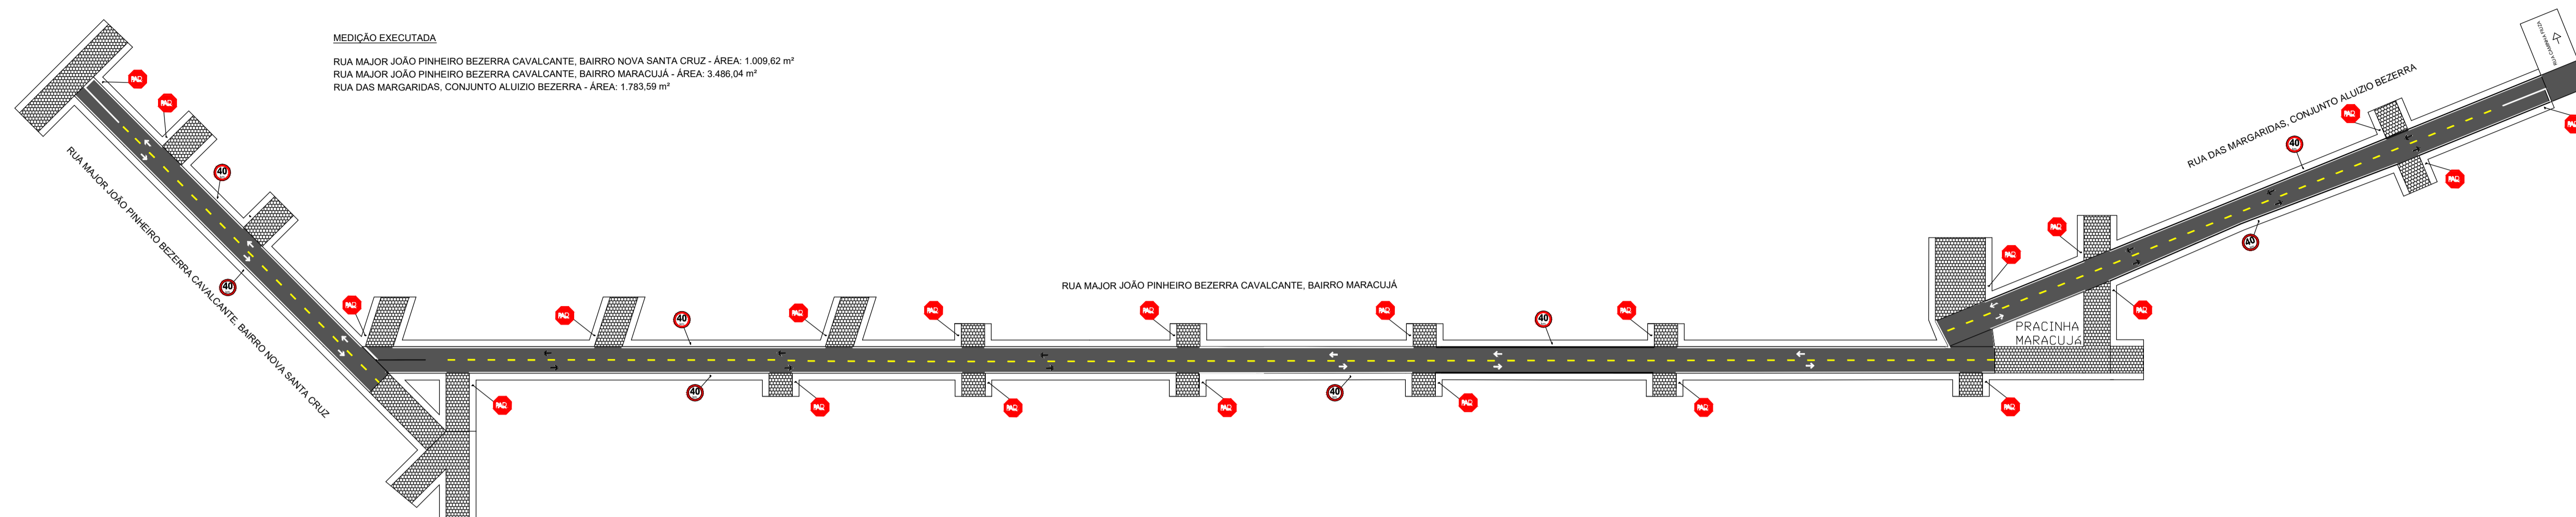 MEDIÇÃO EXECUTADA
RUA MAJOR JOÃO PINHEIRO BEZERRA CAVALCANTE, BAIRRO NOVA SANTA CRUZ - ÁREA: 1.009,62 m²
RUA MAJOR JOÃO PINHEIRO BEZERRA CAVALCANTE, BAIRRO MARACUJÁ - ÁREA: 3.486,04 m²
RUA DAS MARGARIDAS, CONJUNTO ALUIZIO BEZERRA - ÁREA: 1.783,59 m²
RUA MAJOR JOÃO PINHEIRO BEZERRA CAVALCANTE, BAIRRO NOVA SANTA CRUZ
40
40
RUA MAJOR JOÃO PINHEIRO BEZERRA CAVALCANTE, BAIRRO MARACUJÁ
40
40
40
40
PRACINHA
MARACUJÁ
RUA DAS MARGARIDAS, CONJUNTO ALUIZIO BEZERRA
40
40